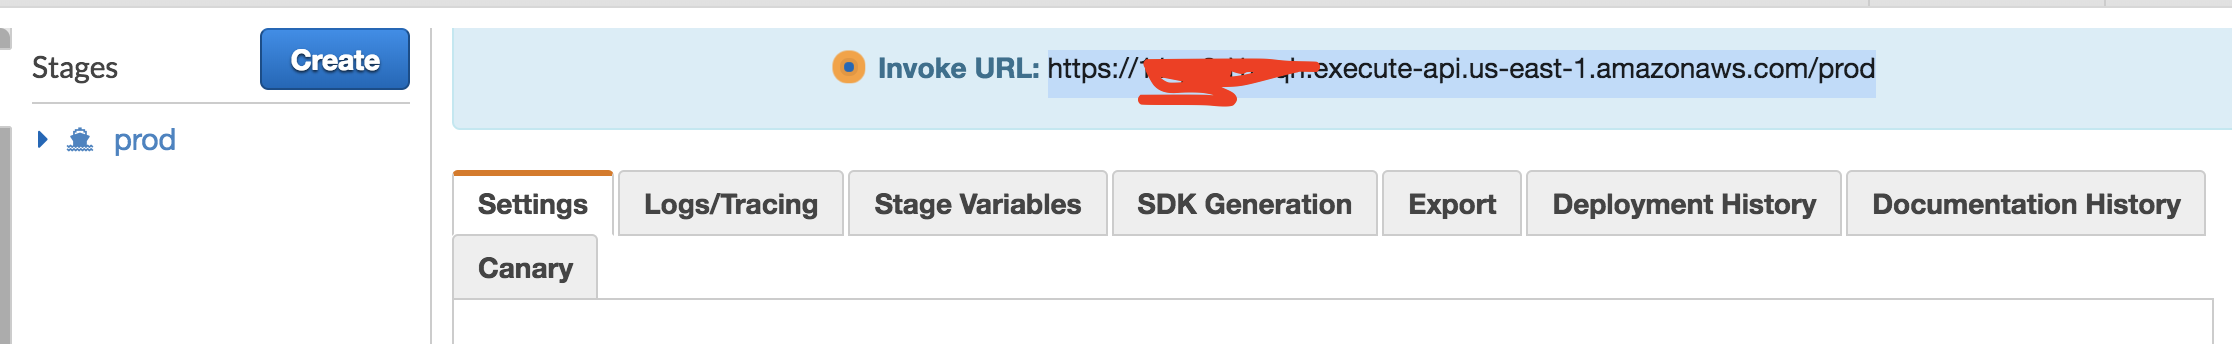 Stages
Create
prod
Invoke URL: https:// qh.execute-api.us-east-1.amazonaws.com/prod
Settings
Logs/Tracing
Stage Variables
SDK Generation
Export
Deployment History
Documentation History
Canary